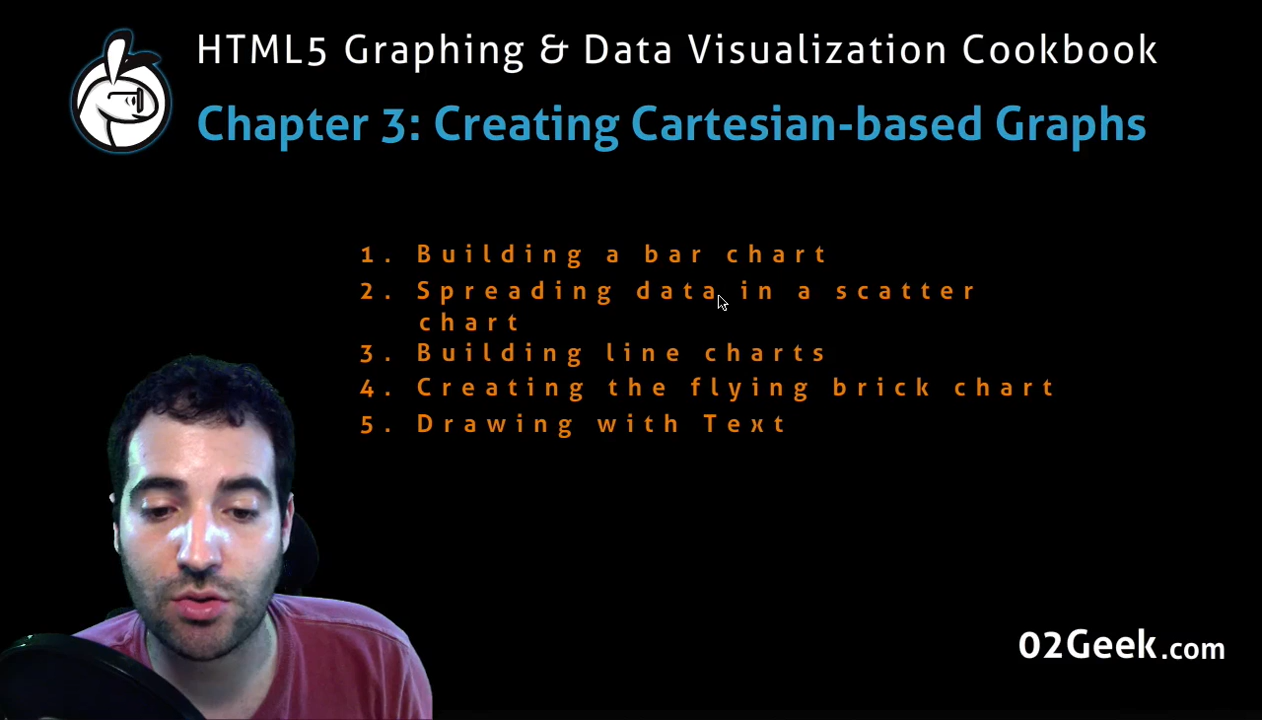 HTML5 Graphing & Data Visualization Cookbook
Chapter 3: Creating Cartesian-based Graphs
1. Building a bar chart
2. Spreading data in a scatter
chart
3. Building line charts
4. Creating the flying brick chart
5. Drawing with Text
02Geek.com